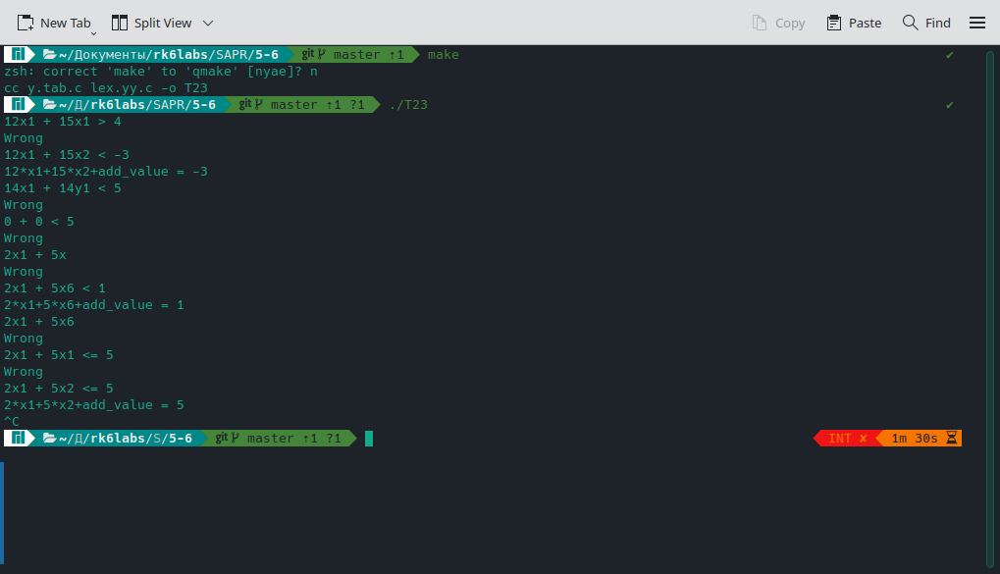 New Tab Split View Copy Paste Find
~/Документы/rk6labs/SAPR/5-6 git master ↑1 make ✔
zsh: correct 'make' to 'qmake' [nyae]? n
cc y.tab.c lex.yy.c -o T23
~/Д/rk6labs/SAPR/5-6 git master ↑1 ?1 ./T23 ✔
12x1 + 15x1 > 4
Wrong
12x1 + 15x2 < -3
12*x1+15*x2+add_value = -3
14x1 + 14y1 < 5
Wrong
0 + 0 < 5
Wrong
2x1 + 5x
Wrong
2x1 + 5x6 < 1
2*x1+5*x6+add_value = 1
2x1 + 5x6
Wrong
2x1 + 5x1 <= 5
Wrong
2x1 + 5x2 <= 5
2*x1+5*x2+add_value = 5
^C
~/Д/rk6labs/S/5-6 git master ↑1 ?1 INT ✘ 1m 30s